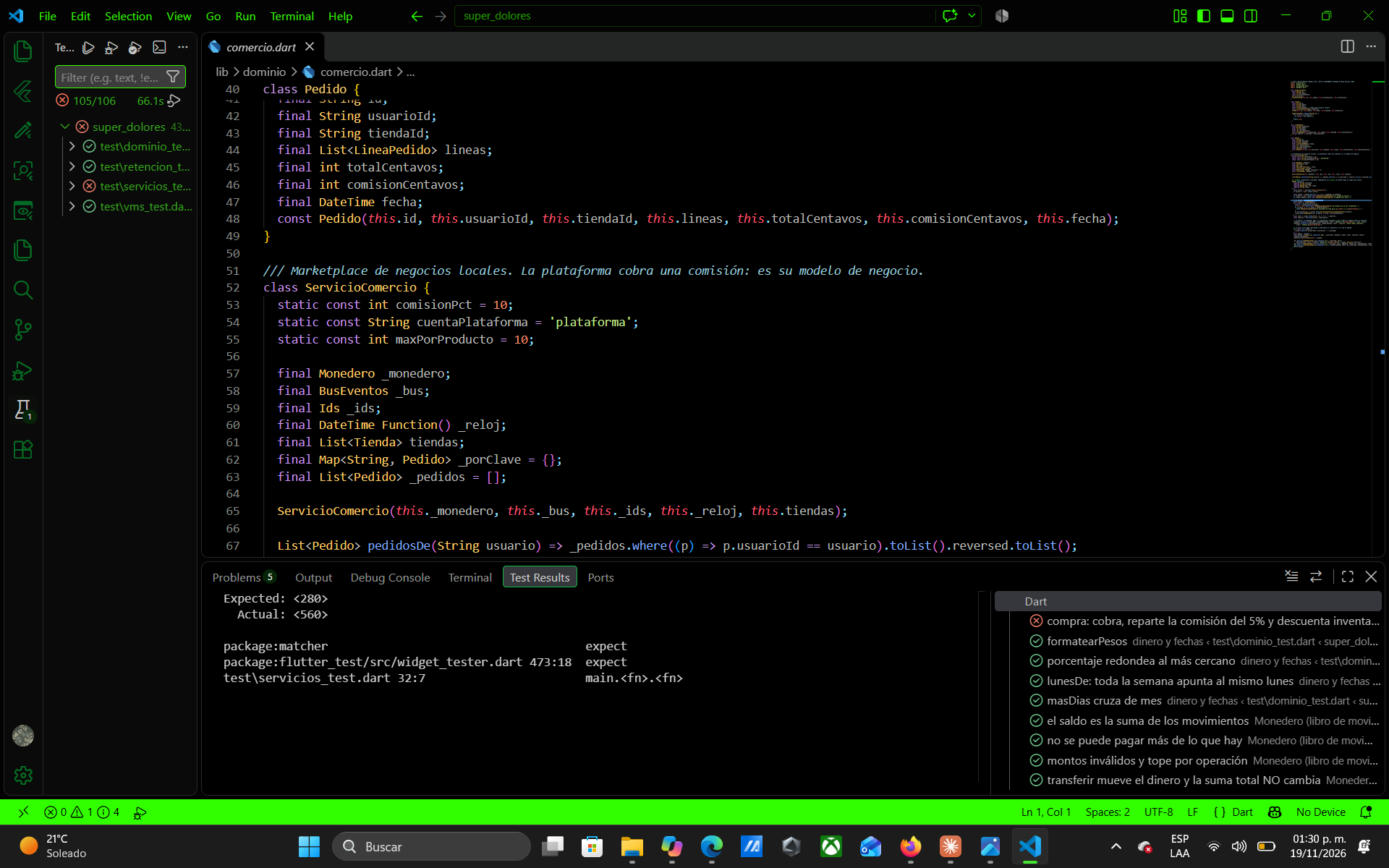 File Edit Selection View Go Run Terminal Help
super_dolores
Te...
Filter (e.g. text, !e...
105/106 66.1s
super_dolores 43...
test\dominio_te...
test\retencion_t...
test\servicios_te...
test\vms_test.da...
1
comercio.dart
lib > dominio > comercio.dart > ...
40 class Pedido {
42 final String usuarioId;
43 final String tiendaId;
44 final List<LineaPedido> lineas;
45 final int totalCentavos;
46 final int comisionCentavos;
47 final DateTime fecha;
48 const Pedido(this.id, this.usuarioId, this.tiendaId, this.lineas, this.totalCentavos, this.comisionCentavos, this.fecha);
49 }
50
51 /// Marketplace de negocios locales. La plataforma cobra una comisión: es su modelo de negocio.
52 class ServicioComercio {
53 static const int comisionPct = 10;
54 static const String cuentaPlataforma = 'plataforma';
55 static const int maxPorProducto = 10;
56
57 final Monedero _monedero;
58 final BusEventos _bus;
59 final Ids _ids;
60 final DateTime Function() _reloj;
61 final List<Tienda> tiendas;
62 final Map<String, Pedido> _porClave = {};
63 final List<Pedido> _pedidos = [];
64
65 ServicioComercio(this._monedero, this._bus, this._ids, this._reloj, this.tiendas);
66
67 List<Pedido> pedidosDe(String usuario) => _pedidos.where((p) => p.usuarioId == usuario).toList().reversed.toList();
Problems 5 Output Debug Console Terminal Test Results Ports
Expected: <280>
Actual: <560>
package:matcher expect
package:flutter_test/src/widget_tester.dart 473:18 expect
test\servicios_test.dart 32:7 main.<fn>.<fn>
Dart
compra: cobra, reparte la comisión del 5% y descuenta inventa...
formatearPesos dinero y fechas ‹ test\dominio_test.dart ‹ super_dol...
porcentaje redondea al más cercano dinero y fechas ‹ test\domin...
lunesDe: toda la semana apunta al mismo lunes dinero y fechas ...
masDias cruza de mes dinero y fechas ‹ test\dominio_test.dart ‹ su...
el saldo es la suma de los movimientos Monedero (libro de movi...
no se puede pagar más de lo que hay Monedero (libro de movi...
montos inválidos y tope por operación Monedero (libro de movi...
transferir mueve el dinero y la suma total NO cambia Moneder...
0 1 4
Ln 1, Col 1 Spaces: 2 UTF-8 LF { } Dart No Device
21°C
Soleado
Buscar
ESP
LAA
01:30 p. m.
19/11/2026